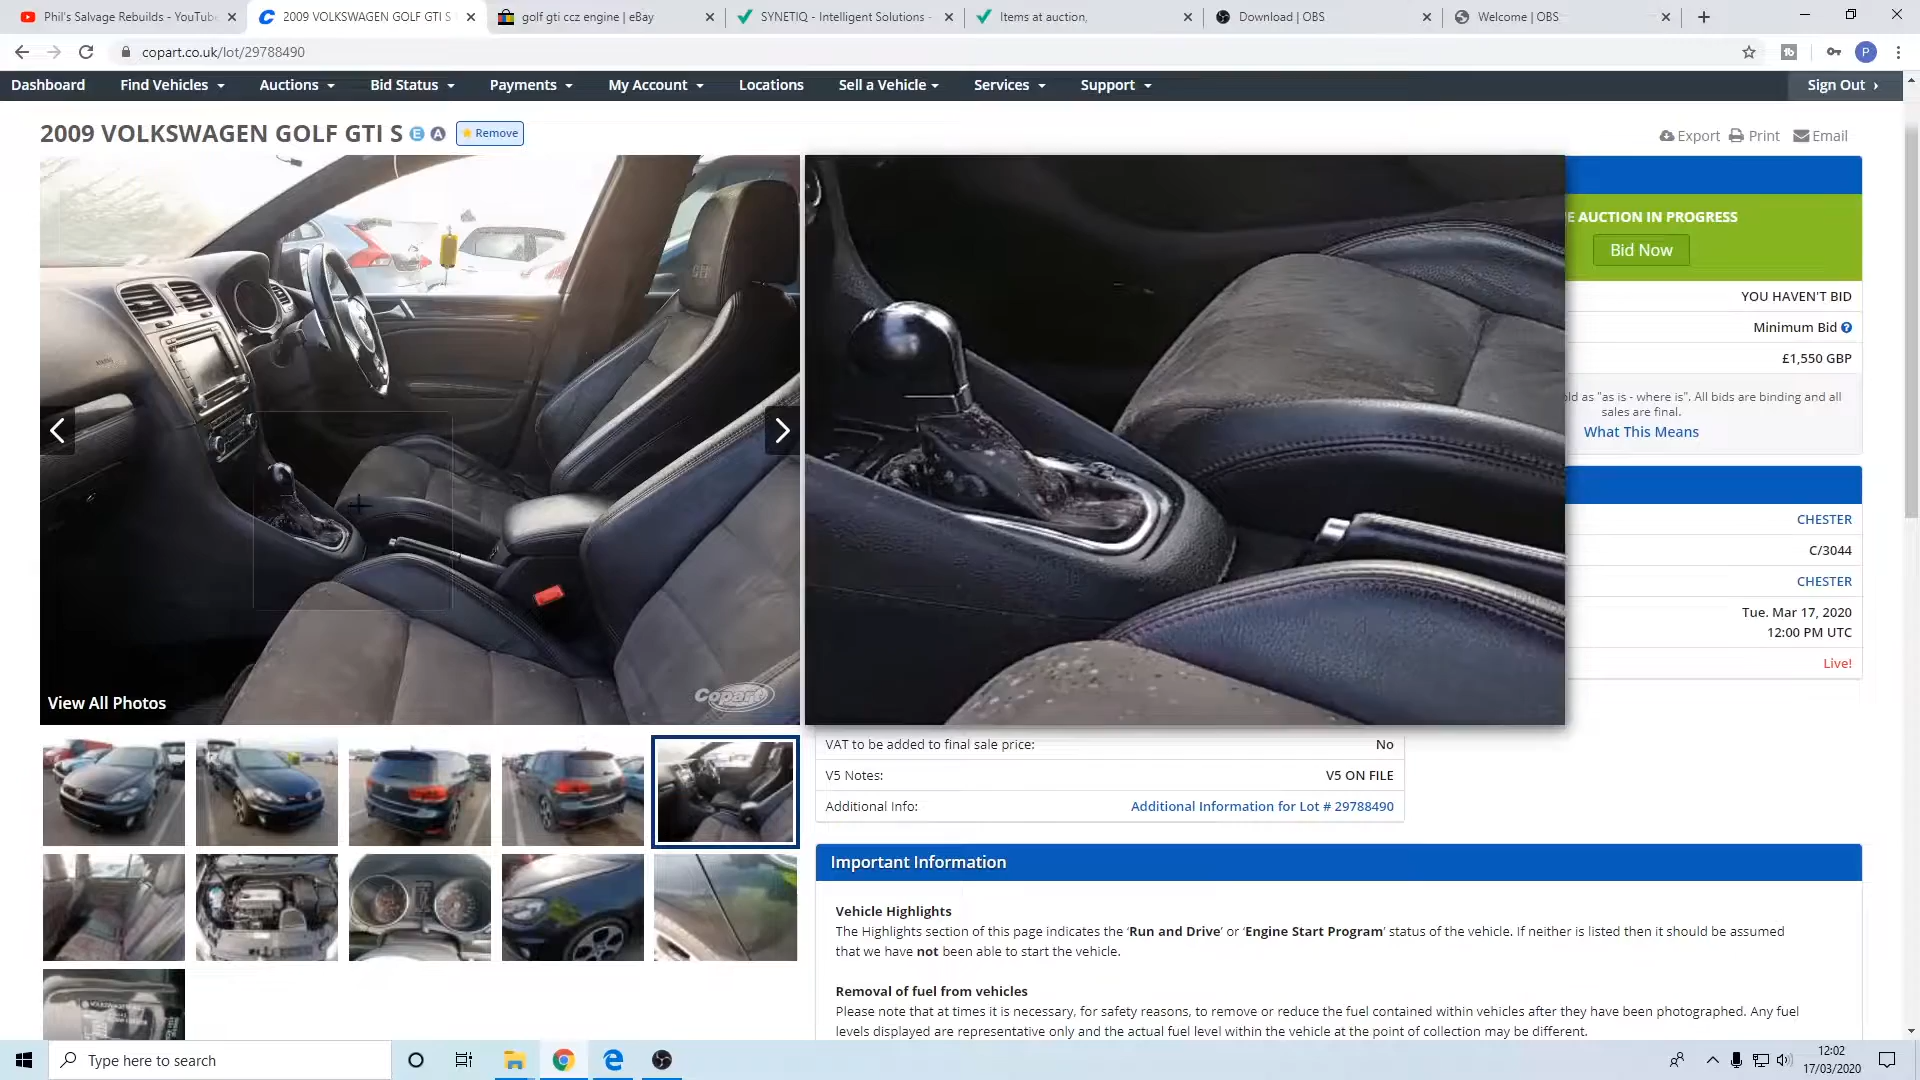 Phil's Salvage Rebuilds - YouTube
2009 VOLKSWAGEN GOLF GTI S
golf gti ccz engine | eBay
SYNETIQ - Intelligent Solutions -
Items at auction,
Download | OBS
Welcome | OBS
copart.co.uk/lot/29788490
P
Dashboard
Find Vehicles
Auctions
Bid Status
Payments
My Account
Locations
Sell a Vehicle
Services
Support
Sign Out
2009 VOLKSWAGEN GOLF GTI S E A
Remove
Export
Print
Email
E AUCTION IN PROGRESS
Bid Now
YOU HAVEN'T BID
Minimum Bid
£1,550 GBP
ld as "as is - where is". All bids are binding and all
sales are final.
What This Means
CHESTER
C/3044
CHESTER
Tue. Mar 17, 2020
12:00 PM UTC
Live!
View All Photos
Copart
VAT to be added to final sale price: No
V5 Notes: V5 ON FILE
Additional Info: Additional Information for Lot # 29788490
Important Information
Vehicle Highlights
The Highlights section of this page indicates the 'Run and Drive' or 'Engine Start Program' status of the vehicle. If neither is listed then it should be assumed
that we have not been able to start the vehicle.
Removal of fuel from vehicles
Please note that at times it is necessary, for safety reasons, to remove or reduce the fuel contained within vehicles after they have been photographed. Any fuel
levels displayed are representative only and the actual fuel level within the vehicle at the point of collection may be different.
Type here to search
12:02
17/03/2020